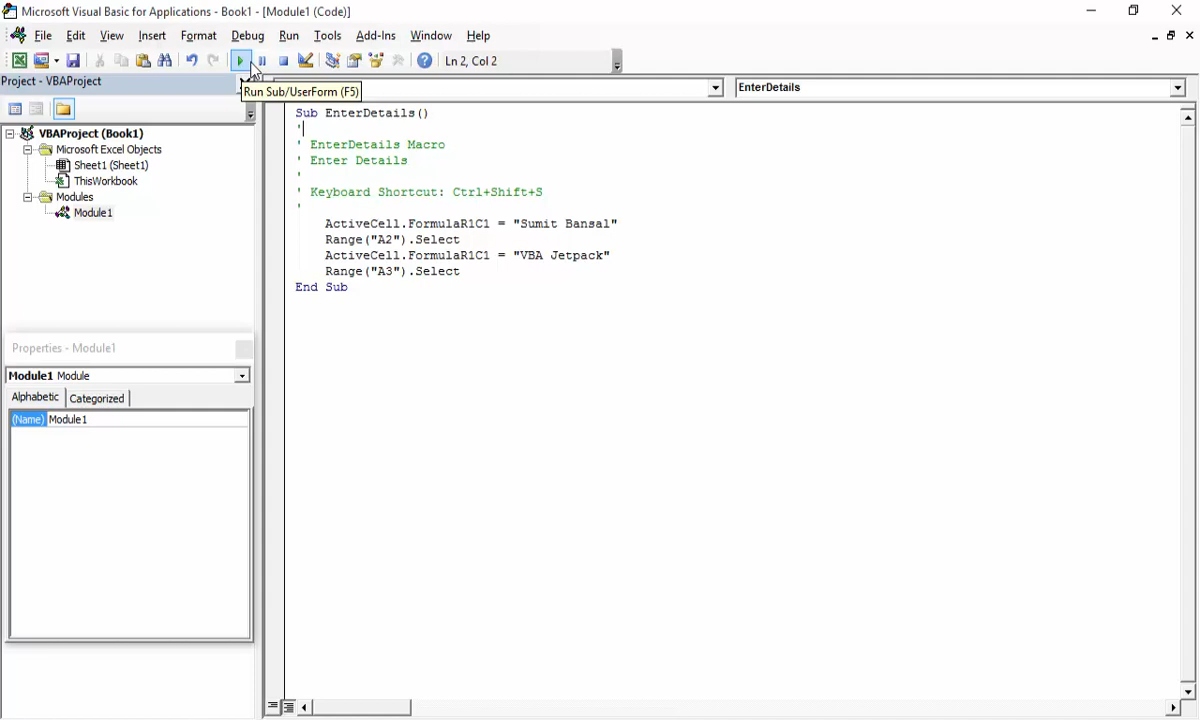 Microsoft Visual Basic for Applications - Book1 - [Module1 (Code)]
File Edit View Insert Format Debug Run Tools Add-Ins Window Help
Ln 2, Col 2
Project - VBAProject
Run Sub/UserForm (F5)
EnterDetails
VBAProject (Book1)
Microsoft Excel Objects
Sheet1 (Sheet1)
ThisWorkbook
Modules
Module1
Sub EnterDetails()
'
' EnterDetails Macro
' Enter Details
'
' Keyboard Shortcut: Ctrl+Shift+S
'
ActiveCell.FormulaR1C1 = "Sumit Bansal"
Range("A2").Select
ActiveCell.FormulaR1C1 = "VBA Jetpack"
Range("A3").Select
End Sub
Properties - Module1
Module1 Module
Alphabetic Categorized
(Name) Module1